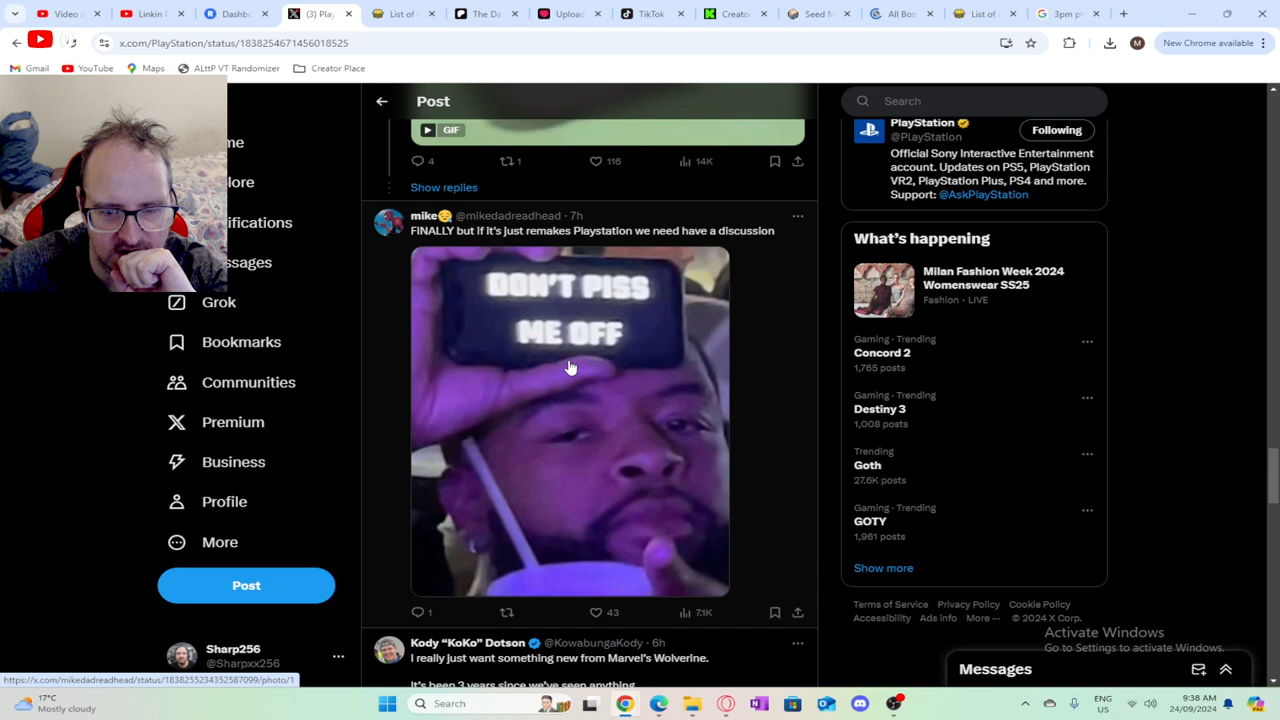 Video c
Linkin P
Dashbo
(3) Play
List of A
The Da
Upload
TikTok
Creator
Seed N
All Boss
List of
3pm pt
x.com/PlayStation/status/1838254671456018525
New Chrome available
Gmail
YouTube
Maps
ALttP VT Randomizer
Creator Place
me
lore
ifications
ssages
Grok
Bookmarks
Communities
Premium
Business
Profile
More
Post
Sharp256
@Sharpxx256
Post
GIF
4
1
116
14K
Show replies
mike @mikedadreadhead · 7h
FINALLY but if it's just remakes Playstation we need have a discussion
DON'T PISS
ME OFF
1
43
7.1K
Kody "KoKo" Dotson @KowabungaKody · 6h
I really just want something new from Marvel's Wolverine.
It's been 3 years since we've seen anything
Search
PlayStation
@PlayStation
Following
Official Sony Interactive Entertainment
account. Updates on PS5, PlayStation
VR2, PlayStation Plus, PS4 and more.
Support: @AskPlayStation
What's happening
Milan Fashion Week 2024
Womenswear SS25
Fashion · LIVE
Gaming · Trending
Concord 2
1,765 posts
Gaming · Trending
Destiny 3
1,008 posts
Trending
Goth
27.6K posts
Gaming · Trending
GOTY
1,961 posts
Show more
Terms of Service Privacy Policy Cookie Policy
Accessibility Ads info More ··· © 2024 X Corp.
Activate Windows
Go to Settings to activate Windows.
Messages
https://x.com/mikedadreadhead/status/1838255234352587099/photo/1
17°C
Mostly cloudy
Search
ENG
US
9:38 AM
24/09/2024